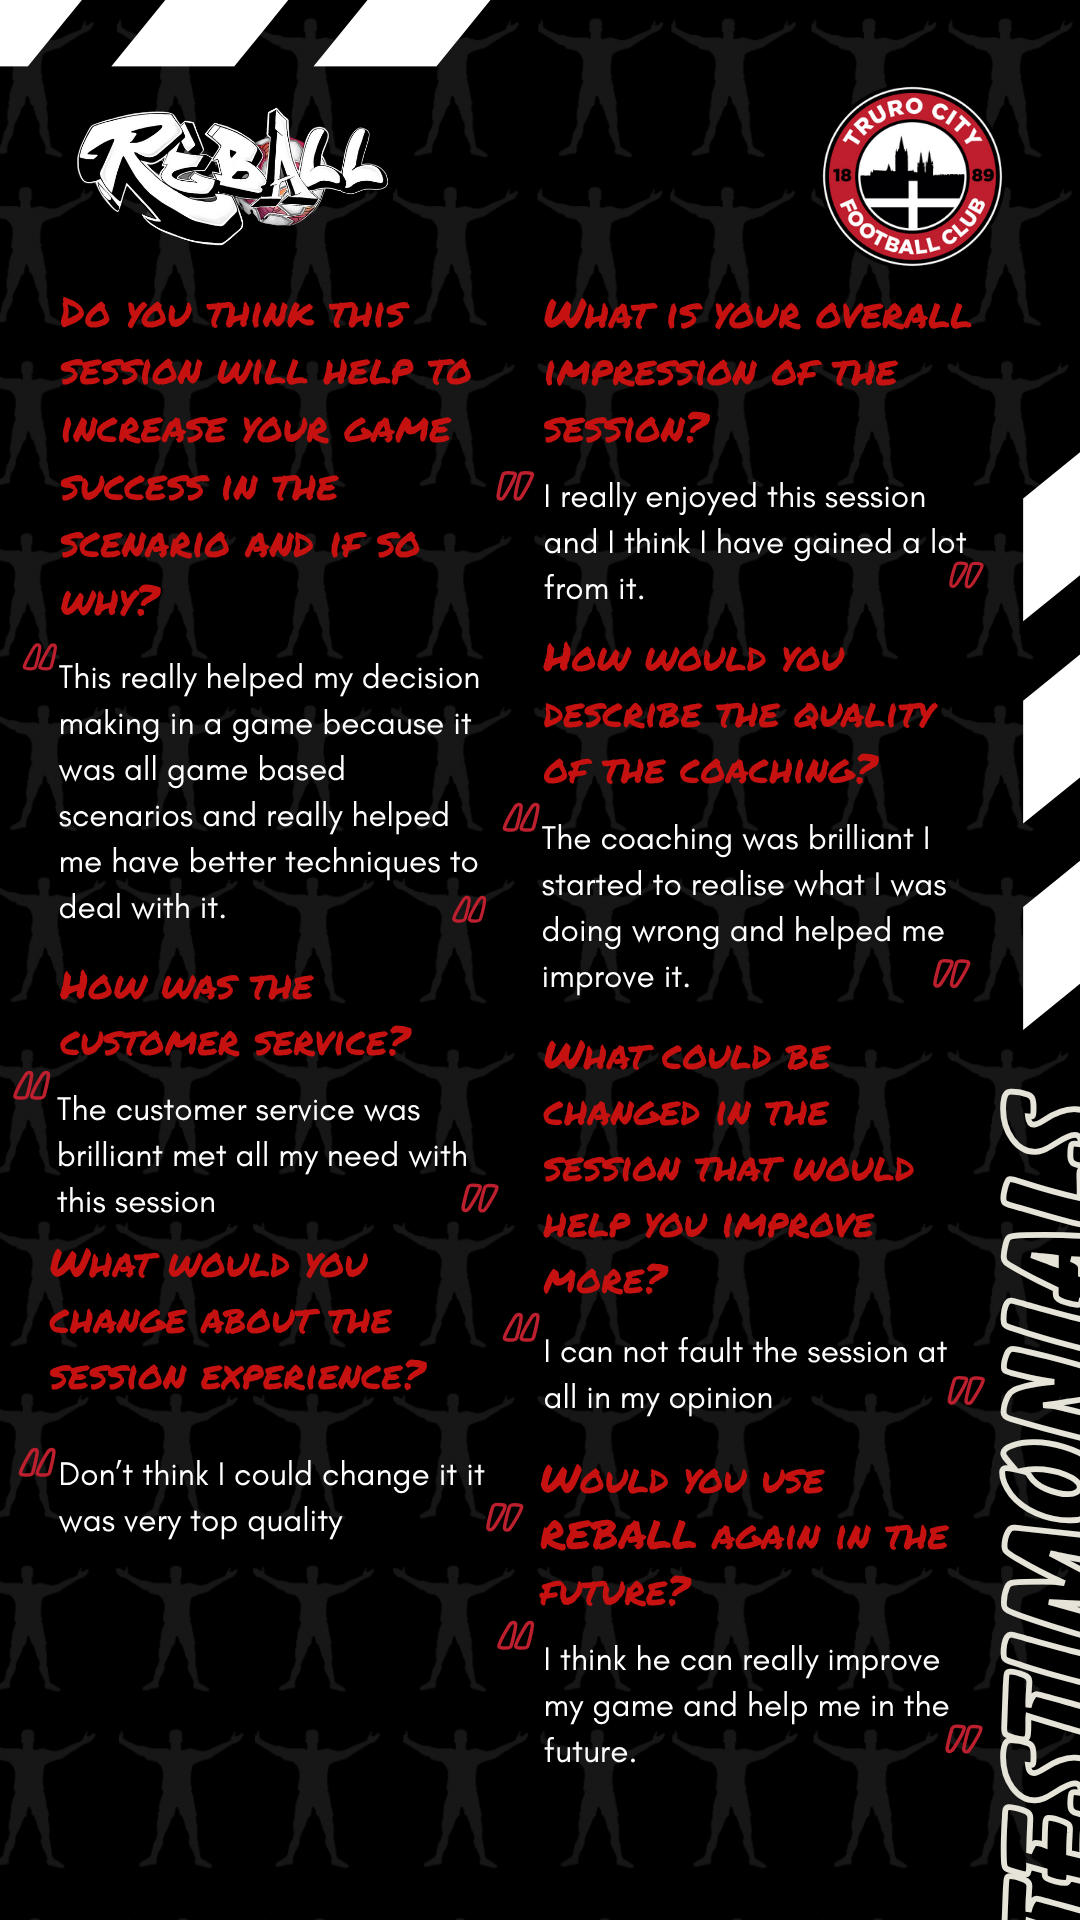 REBALL
TRURO CITY
18 89
FOOTBALL CLUB
Do you think this
session will help to
increase your game
success in the
scenario and if so
why?
This really helped my decision
making in a game because it
was all game based
scenarios and really helped
me have better techniques to
deal with it.
How was the
customer service?
The customer service was
brilliant met all my need with
this session
What would you
change about the
session experience?
Don’t think I could change it it
was very top quality
What is your overall
impression of the
session?
I really enjoyed this session
and I think I have gained a lot
from it.
How would you
describe the quality
of the coaching?
The coaching was brilliant I
started to realise what I was
doing wrong and helped me
improve it.
What could be
changed in the
session that would
help you improve
more?
I can not fault the session at
all in my opinion
Would you use
REBALL again in the
future?
I think he can really improve
my game and help me in the
future.
TESTIMONIALS